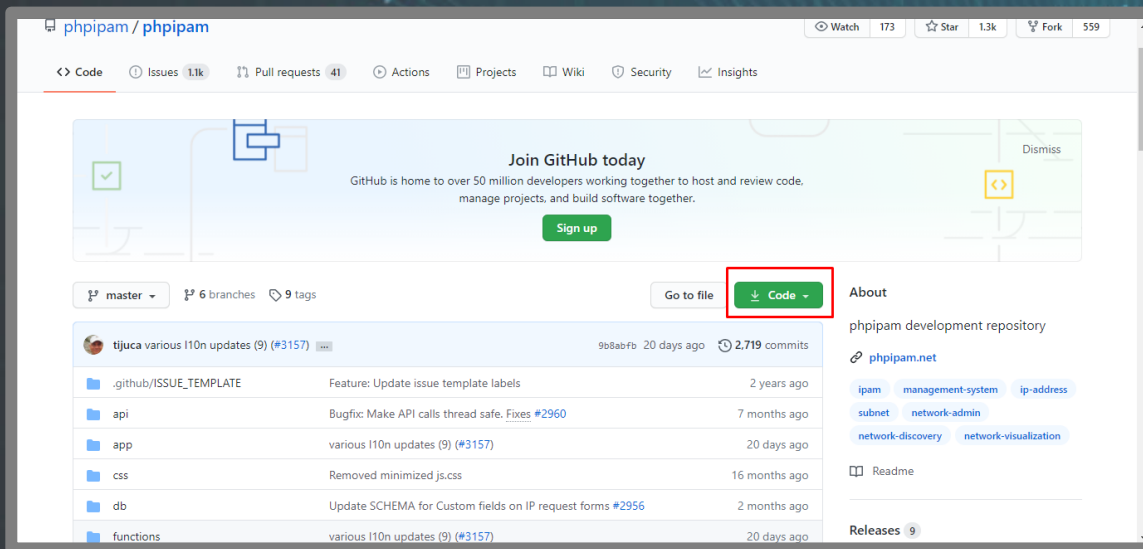 phpipam / phpipam
Watch 173 Star 1.3k Fork 559
Code Issues 1.1k Pull requests 41 Actions Projects Wiki Security Insights
Dismiss
Join GitHub today
GitHub is home to over 50 million developers working together to host and review code,
manage projects, and build software together.
Sign up
master 6 branches 9 tags Go to file Code
tijuca various l10n updates (9) (#3157) ... 9b8abfb 20 days ago 2,719 commits
.github/ISSUE_TEMPLATE Feature: Update issue template labels 2 years ago
api Bugfix: Make API calls thread safe. Fixes #2960 7 months ago
app various l10n updates (9) (#3157) 20 days ago
css Removed minimized js.css 16 months ago
db Update SCHEMA for Custom fields on IP request forms #2956 2 months ago
functions various l10n updates (9) (#3157) 20 days ago
About
phpipam development repository
phpipam.net
ipam management-system ip-address
subnet network-admin
network-discovery network-visualization
Readme
Releases 9